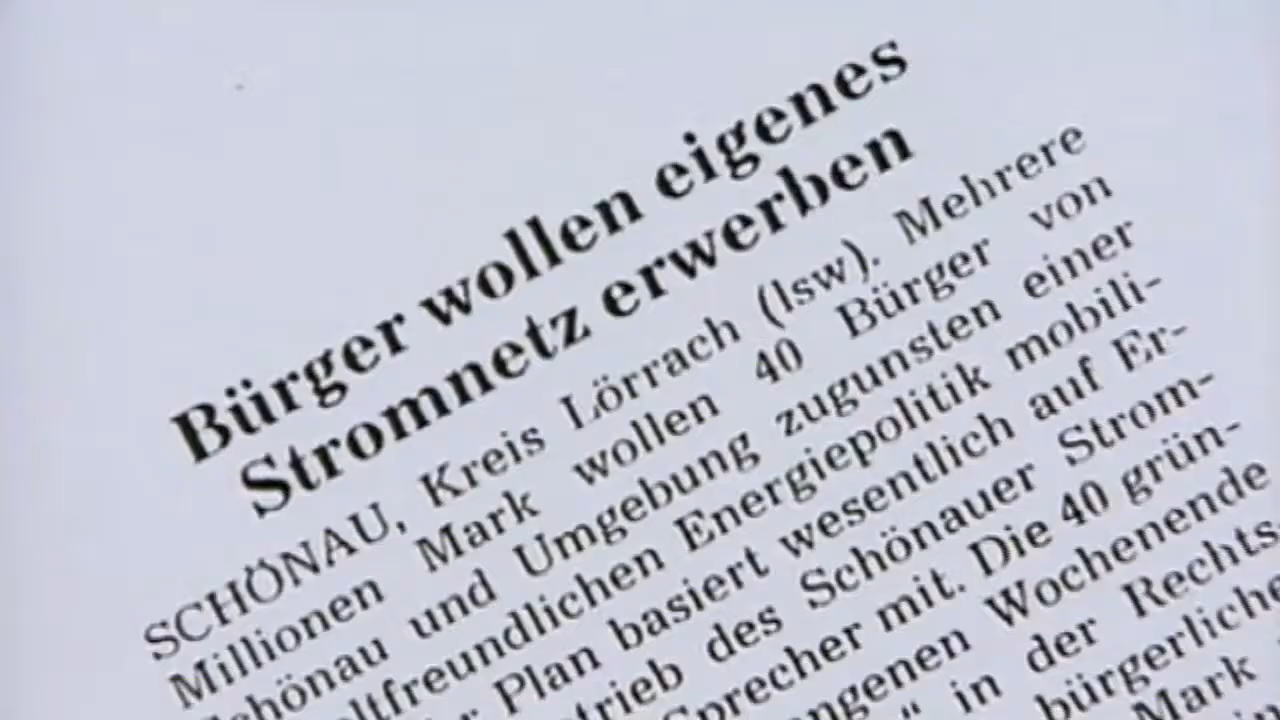 Bürger wollen eigenes
Stromnetz erwerben
SCHÖNAU, Kreis Lörrach (lsw). Mehrere
Millionen Mark wollen 40 Bürger von
Schönau und Umgebung zugunsten einer
ltfreundlichen Energiepolitik mobili-
Plan basiert wesentlich auf Er-
trieb des Schönauer Strom-
Sprecher mit. Die 40 grün-
angenen Wochenende
“ in der Rechts-
bürgerliche
Mark